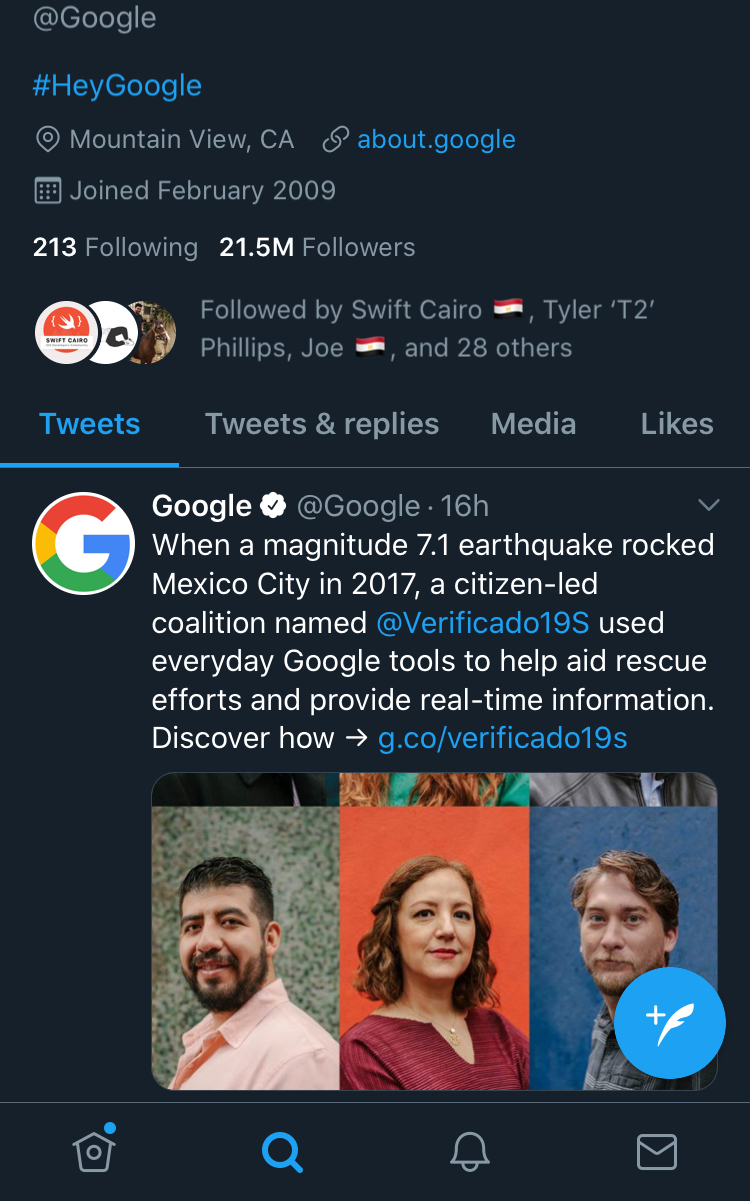 @Google
#HeyGoogle
Mountain View, CA about.google
Joined February 2009
213 Following 21.5M Followers
Followed by Swift Cairo 🇪🇬, Tyler ‘T2’
Phillips, Joe 🇪🇬, and 28 others
SWIFT CAIRO
Tweets Tweets & replies Media Likes
Google @Google · 16h
When a magnitude 7.1 earthquake rocked
Mexico City in 2017, a citizen-led
coalition named @Verificado19S used
everyday Google tools to help aid rescue
efforts and provide real-time information.
Discover how → g.co/verificado19s